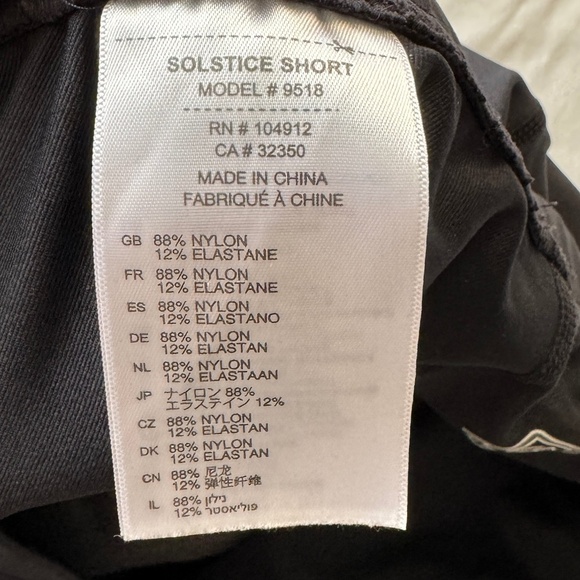 SOLSTICE SHORT
MODEL # 9518
RN # 104912
CA # 32350
MADE IN CHINA
FABRIQUÉ À CHINE
GB 88% NYLON
12% ELASTANE
FR 88% NYLON
12% ELASTANE
ES 88% NYLON
12% ELASTANO
DE 88% NYLON
12% ELASTAN
NL 88% NYLON
12% ELASTAAN
JP ナイロン 88%
エラステイン 12%
CZ 88% NYLON
12% ELASTAN
DK 88% NYLON
12% ELASTAN
CN 88% 尼龙
12% 弹性纤维
IL 88% ניילון
12% פוליאסטר